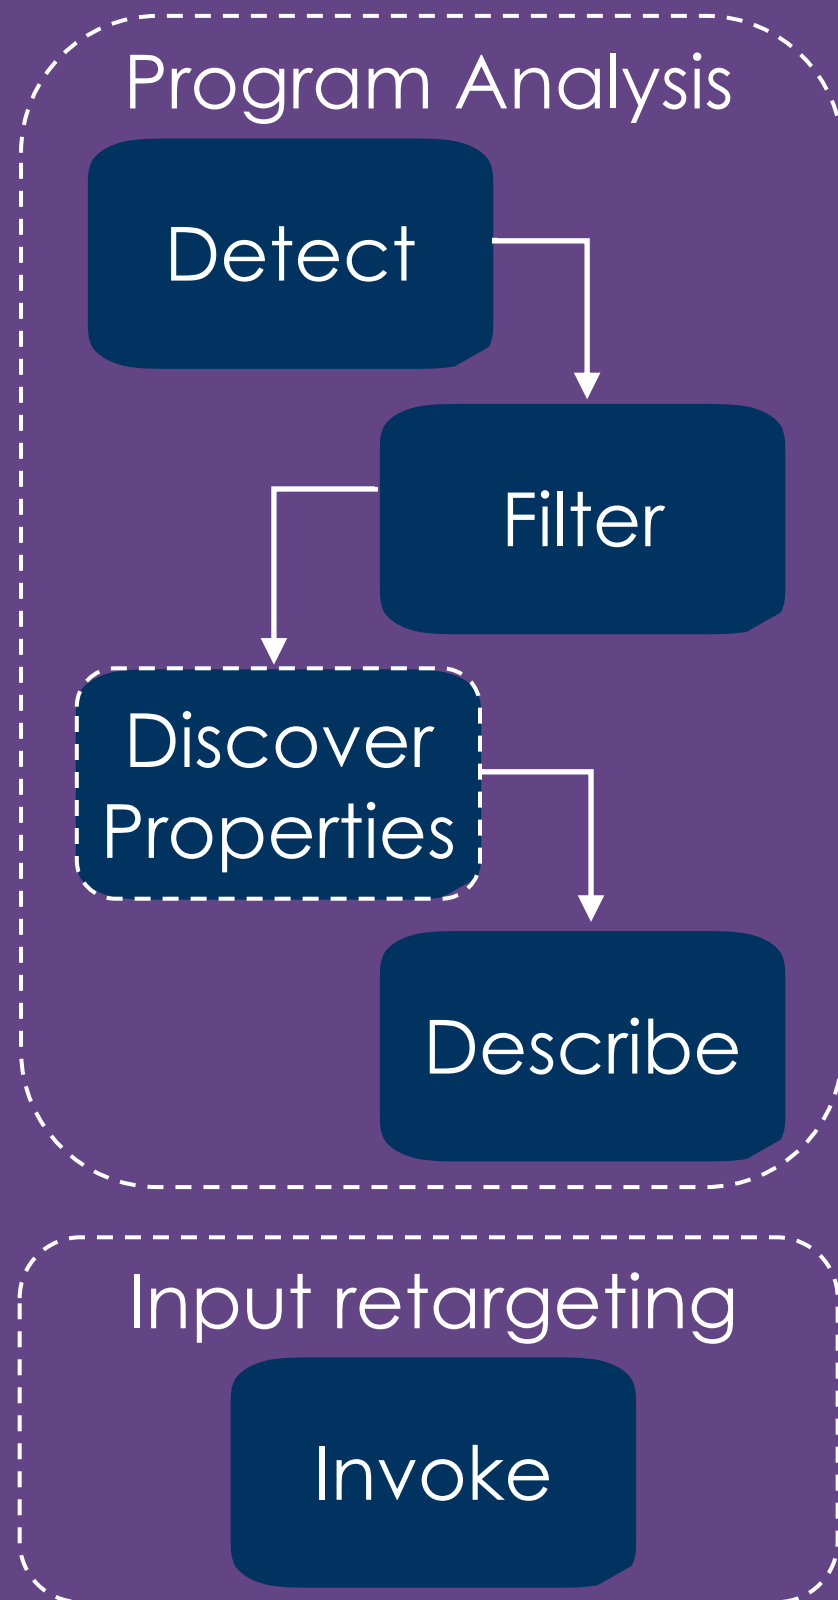 Program Analysis
Detect
Filter
Discover
Properties
Describe
Input retargeting
Invoke